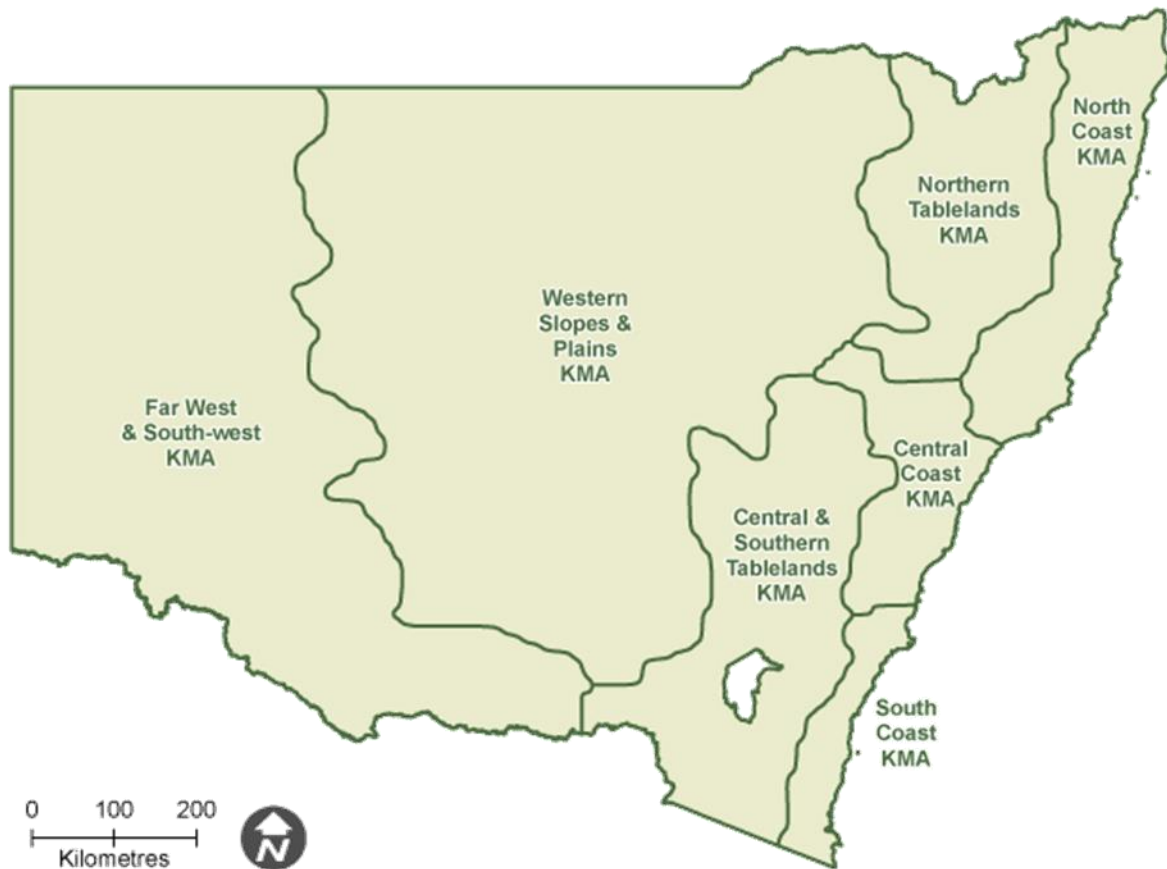 North
Coast
KMA
Northern
Tablelands
KMA
Western
Slopes &
Plains
KMA
Far West
& South-west
KMA
Central
Coast
KMA
Central &
Southern
Tablelands
KMA
South
Coast
KMA
0 100 200
Kilometres
N